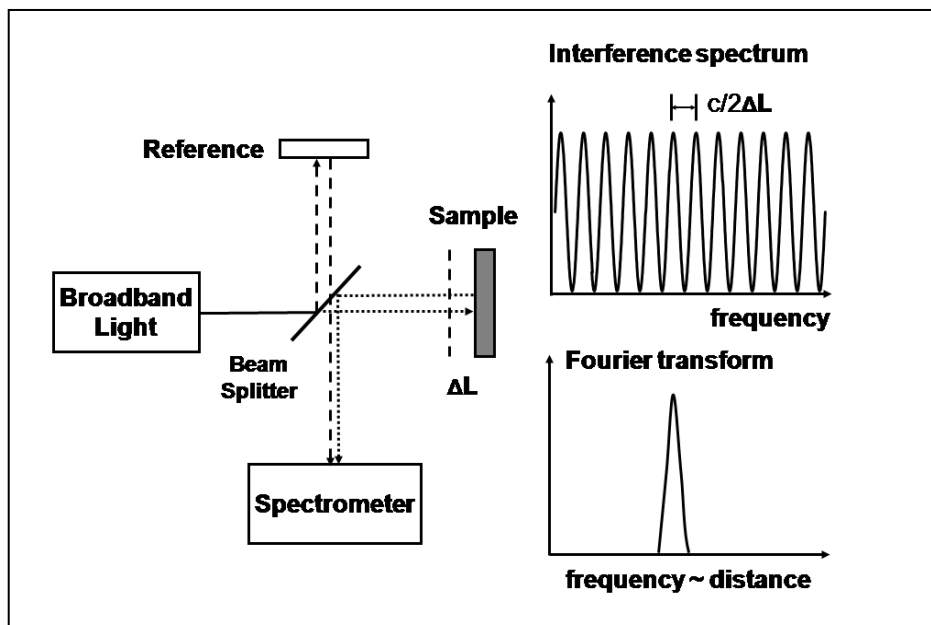 Interference spectrum
c/2ΔL
Reference
Sample
Broadband
Light
frequency
Beam
Splitter
ΔL
Fourier transform
Spectrometer
frequency ~ distance